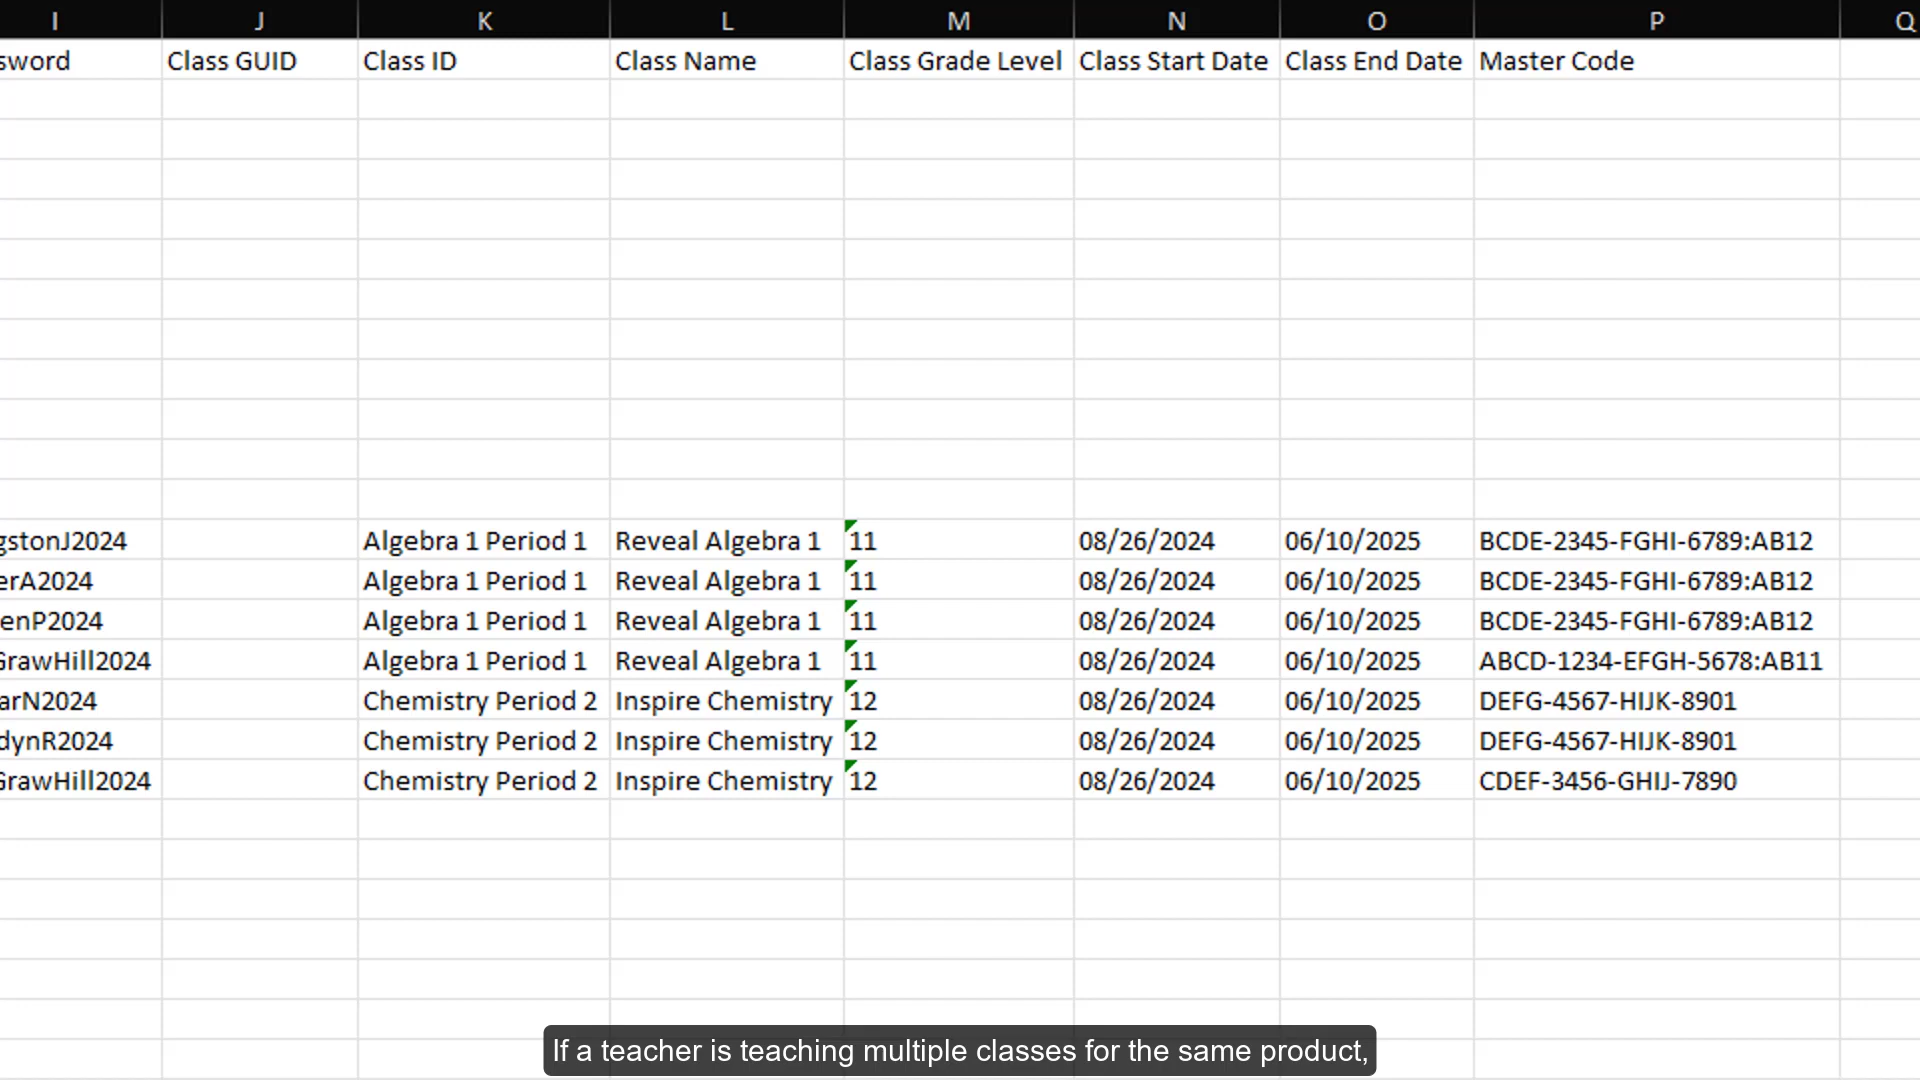 I J K L M N O P Q
sword Class GUID Class ID Class Name Class Grade Level Class Start Date Class End Date Master Code
gstonJ2024 Algebra 1 Period 1 Reveal Algebra 1 11 08/26/2024 06/10/2025 BCDE-2345-FGHI-6789:AB12
erA2024 Algebra 1 Period 1 Reveal Algebra 1 11 08/26/2024 06/10/2025 BCDE-2345-FGHI-6789:AB12
enP2024 Algebra 1 Period 1 Reveal Algebra 1 11 08/26/2024 06/10/2025 BCDE-2345-FGHI-6789:AB12
GrawHill2024 Algebra 1 Period 1 Reveal Algebra 1 11 08/26/2024 06/10/2025 ABCD-1234-EFGH-5678:AB11
arN2024 Chemistry Period 2 Inspire Chemistry 12 08/26/2024 06/10/2025 DEFG-4567-HIJK-8901
dynR2024 Chemistry Period 2 Inspire Chemistry 12 08/26/2024 06/10/2025 DEFG-4567-HIJK-8901
GrawHill2024 Chemistry Period 2 Inspire Chemistry 12 08/26/2024 06/10/2025 CDEF-3456-GHIJ-7890
If a teacher is teaching multiple classes for the same product,